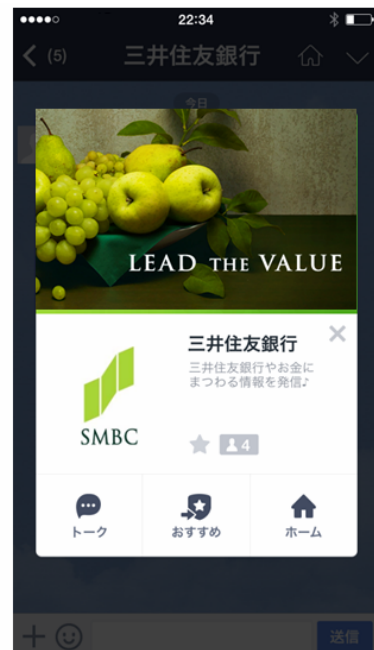 22:34
(5)
三井住友銀行
今日
LEAD THE VALUE
三井住友銀行
三井住友銀行やお金に
まつわる情報を発信♪
SMBC
4
トーク
おすすめ
ホーム
送信